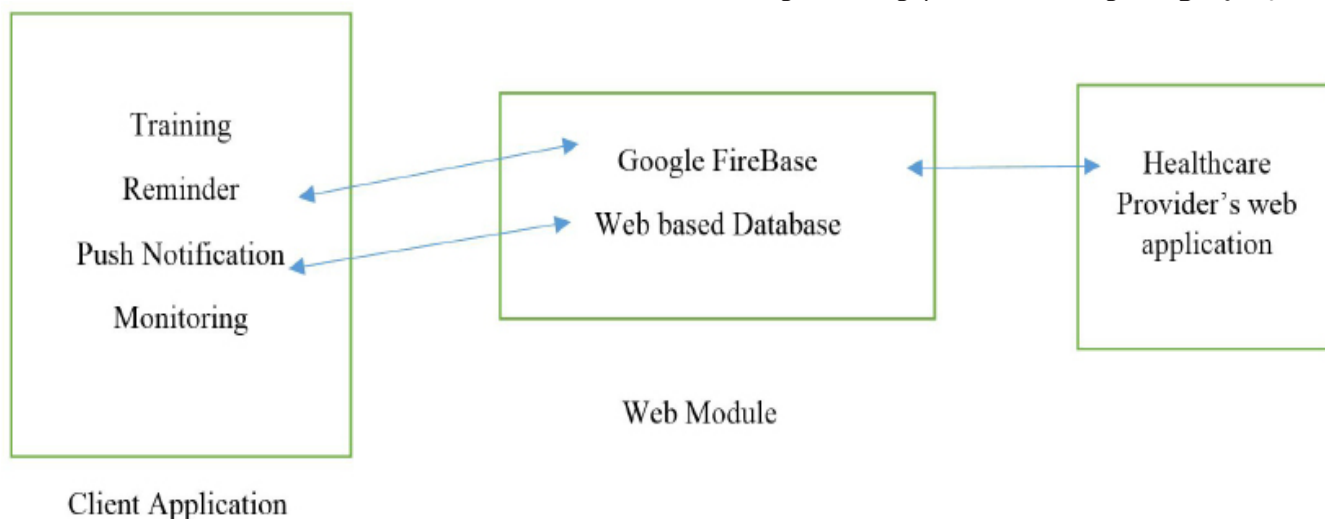 Training
Reminder
Push Notification
Monitoring
Client Application
Google FireBase
Web based Database
Web Module
Healthcare
Provider's web
application